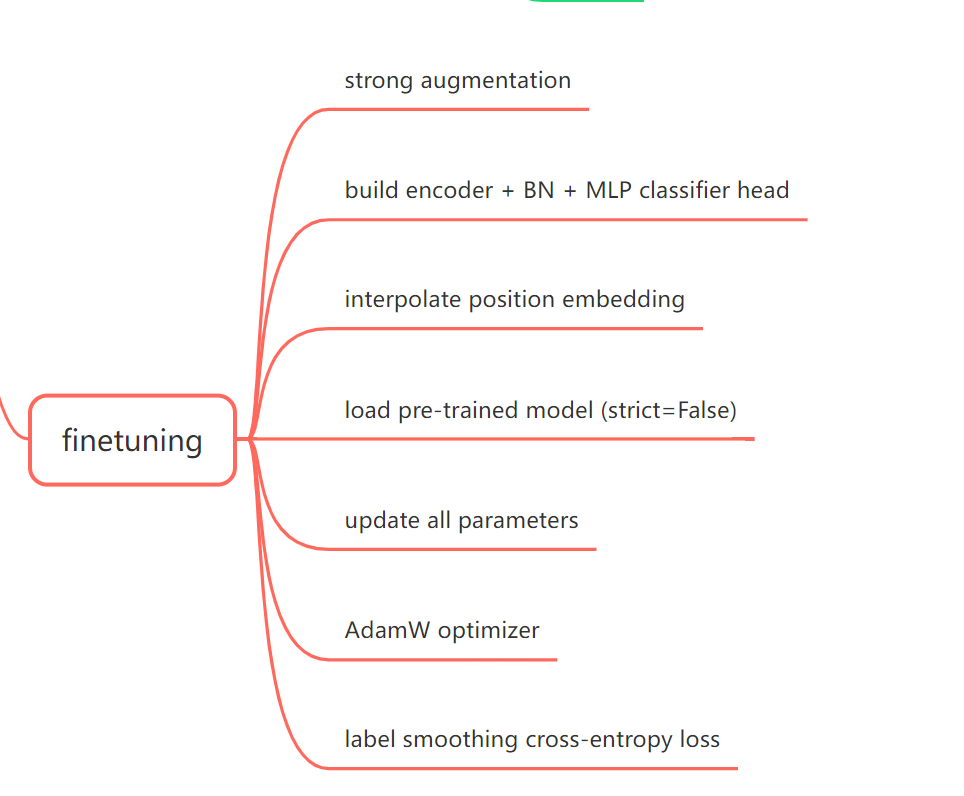 strong augmentation
build encoder + BN + MLP classifier head
interpolate position embedding
load pre-trained model (strict=False)
finetuning
update all parameters
AdamW optimizer
label smoothing cross-entropy loss